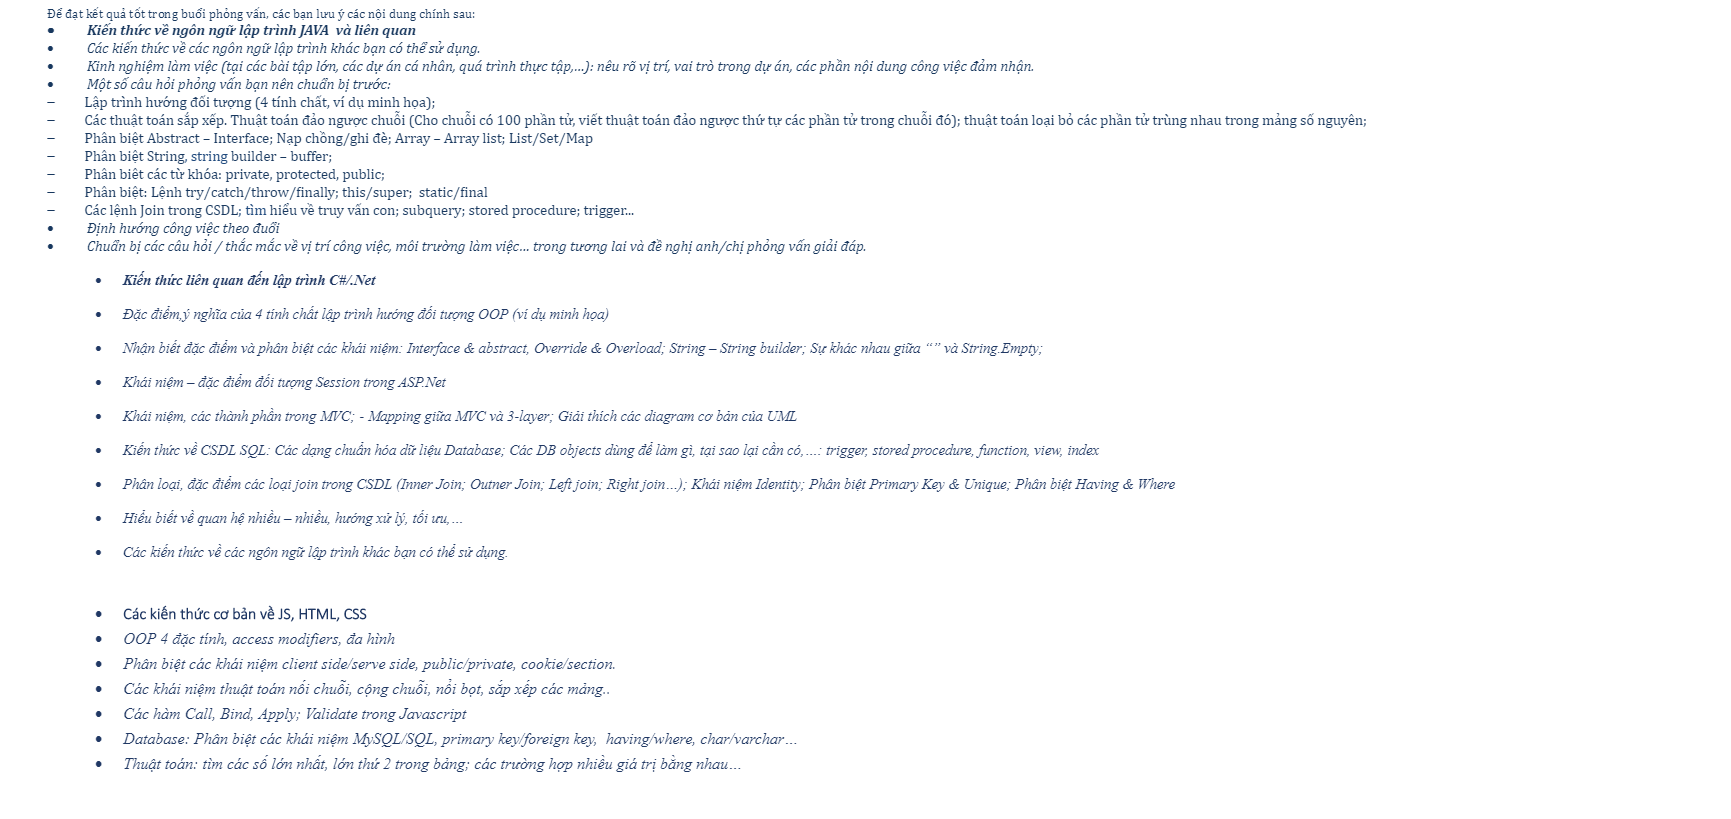 Để đạt kết quả tốt trong buổi phỏng vấn, các bạn lưu ý các nội dung chính sau:
• Kiến thức về ngôn ngữ lập trình JAVA và liên quan
• Các kiến thức về các ngôn ngữ lập trình khác bạn có thể sử dụng.
• Kinh nghiệm làm việc (tại các bài tập lớn, các dự án cá nhân, quá trình thực tập,...): nêu rõ vị trí, vai trò trong dự án, các phần nội dung công việc đảm nhận.
• Một số câu hỏi phỏng vấn bạn nên chuẩn bị trước:
– Lập trình hướng đối tượng (4 tính chất, ví dụ minh họa);
– Các thuật toán sắp xếp. Thuật toán đảo ngược chuỗi (Cho chuỗi có 100 phần tử, viết thuật toán đảo ngược thứ tự các phần tử trong chuỗi đó); thuật toán loại bỏ các phần tử trùng nhau trong mảng số nguyên;
– Phân biệt Abstract – Interface; Nạp chồng/ghi đè; Array – Array list; List/Set/Map
– Phân biệt String, string builder – buffer;
– Phân biêt các từ khóa: private, protected, public;
– Phân biệt: Lệnh try/catch/throw/finally; this/super; static/final
– Các lệnh Join trong CSDL; tìm hiểu về truy vấn con; subquery; stored procedure; trigger...
• Định hướng công việc theo đuổi
• Chuẩn bị các câu hỏi / thắc mắc về vị trí công việc, môi trường làm việc... trong tương lai và đề nghị anh/chị phỏng vấn giải đáp.
• Kiến thức liên quan đến lập trình C#/.Net
• Đặc điểm,ý nghĩa của 4 tính chất lập trình hướng đối tượng OOP (ví dụ minh họa)
• Nhận biết đặc điểm và phân biệt các khái niệm: Interface & abstract, Override & Overload; String – String builder; Sự khác nhau giữa “” và String.Empty;
• Khái niệm – đặc điểm đối tượng Session trong ASP.Net
• Khái niệm, các thành phần trong MVC; - Mapping giữa MVC và 3-layer; Giải thích các diagram cơ bản của UML
• Kiến thức về CSDL SQL: Các dạng chuẩn hóa dữ liệu Database; Các DB objects dùng để làm gì, tại sao lại cần có,…: trigger, stored procedure, function, view, index
• Phân loại, đặc điểm các loại join trong CSDL (Inner Join; Outner Join; Left join; Right join…); Khái niệm Identity; Phân biệt Primary Key & Unique; Phân biệt Having & Where
• Hiểu biết về quan hệ nhiều – nhiều, hướng xử lý, tối ưu,…
• Các kiến thức về các ngôn ngữ lập trình khác bạn có thể sử dụng.
• Các kiến thức cơ bản về JS, HTML, CSS
• OOP 4 đặc tính, access modifiers, đa hình
• Phân biệt các khái niệm client side/serve side, public/private, cookie/section.
• Các khái niệm thuật toán nối chuỗi, cộng chuỗi, nổi bọt, sắp xếp các mảng..
• Các hàm Call, Bind, Apply; Validate trong Javascript
• Database: Phân biệt các khái niệm MySQL/SQL, primary key/foreign key, having/where, char/varchar…
• Thuật toán: tìm các số lớn nhất, lớn thứ 2 trong bảng; các trường hợp nhiều giá trị bằng nhau…